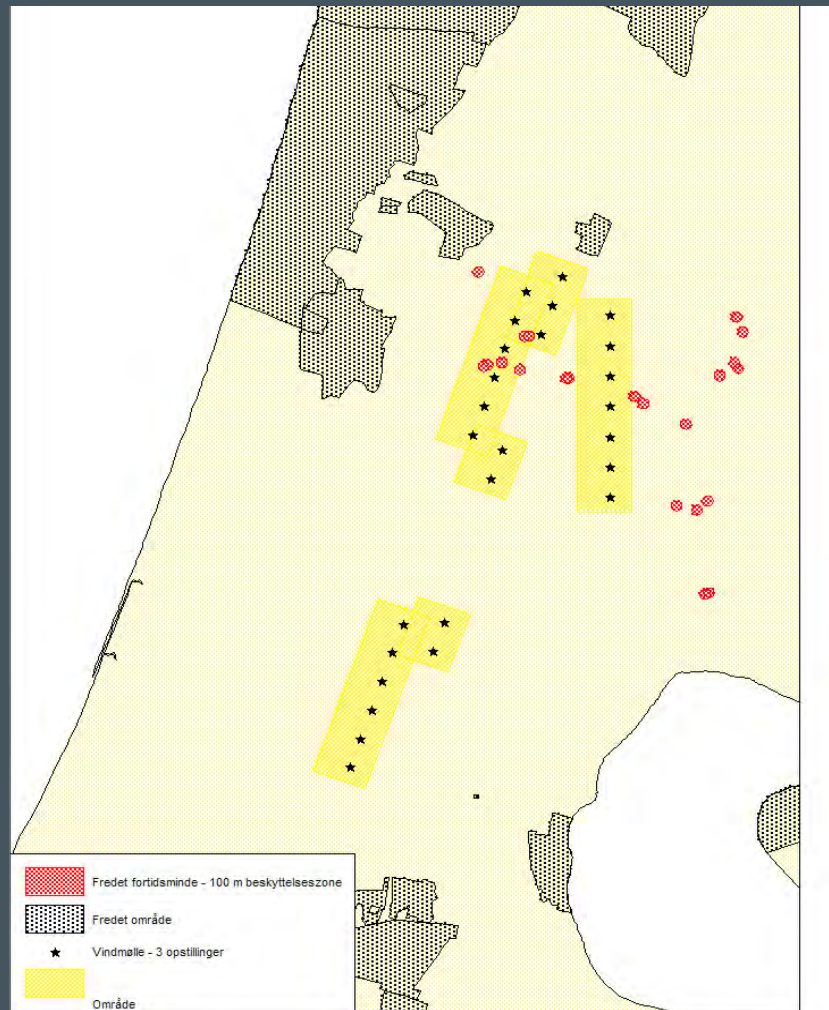 Fredet fortidsminde - 100 m beskyttelseszone
Fredet område
Vindmølle - 3 opstillinger
Område